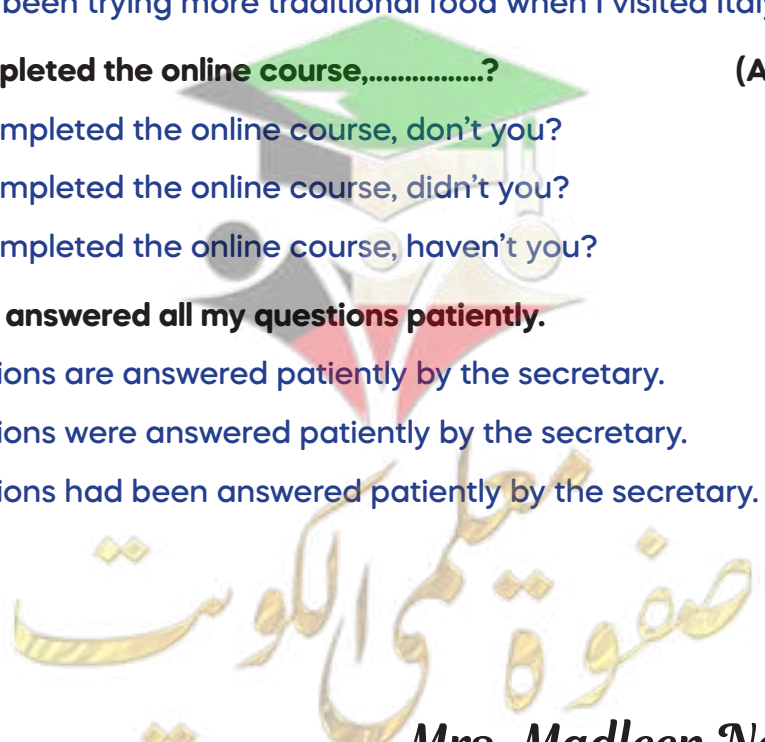 been trying more traditional food when I visited Italy
pleted the online course,................? (A
mpleted the online course, don't you?
mpleted the online course, didn't you?
mpleted the online course, haven't you?
answered all my questions patiently.
ions are answered patiently by the secretary.
ions were answered patiently by the secretary.
ions had been answered patiently by the secretary.
صفوة معلمي الكويت
Mrs. Madleen